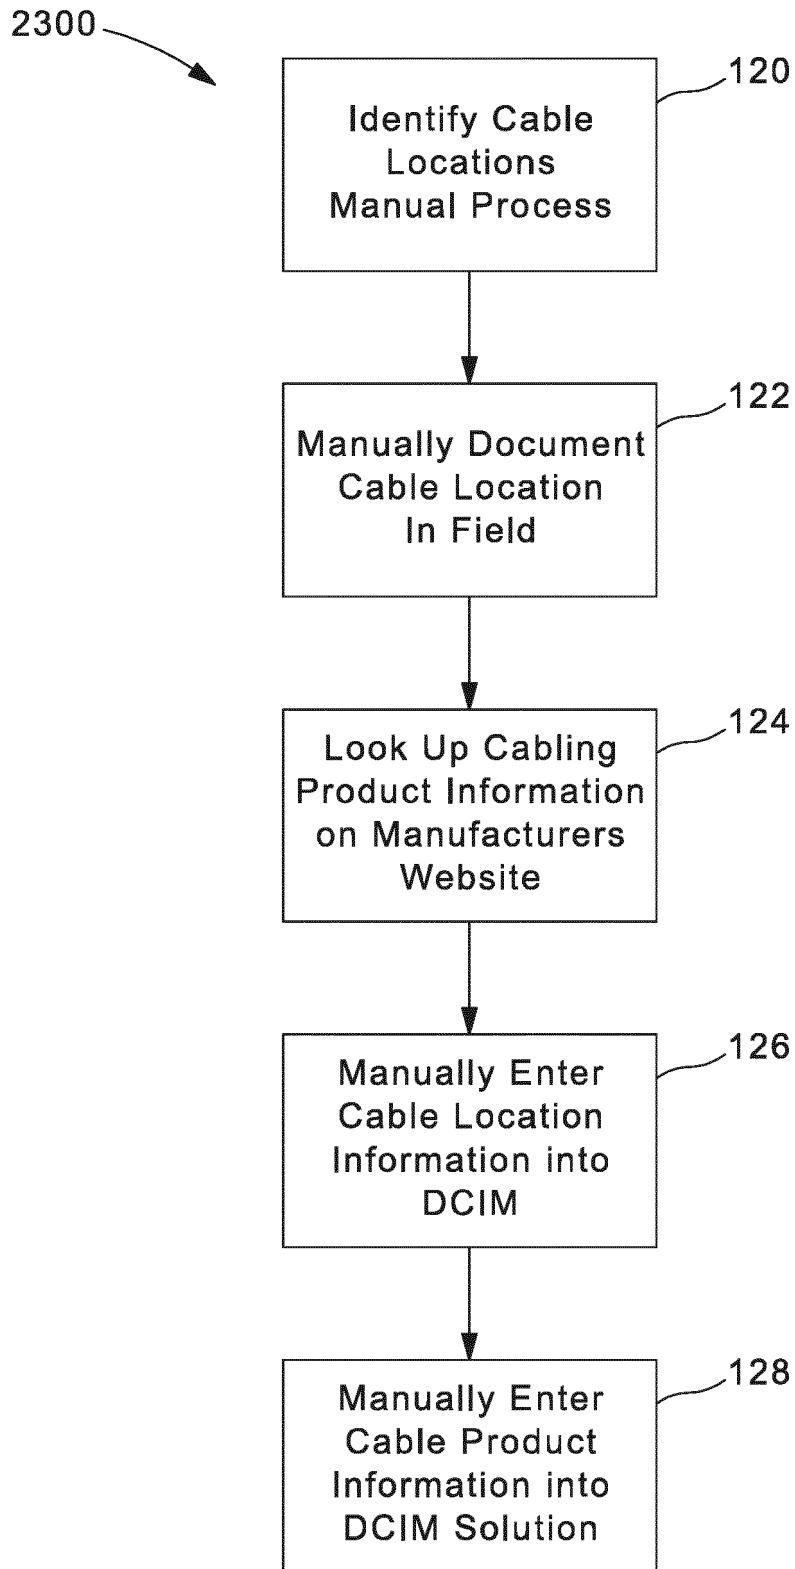 2300
120
Identify Cable
Locations
Manual Process
122
Manually Document
Cable Location
In Field
124
Look Up Cabling
Product Information
on Manufacturers
Website
126
Manually Enter
Cable Location
Information into
DCIM
128
Manually Enter
Cable Product
Information into
DCIM Solution